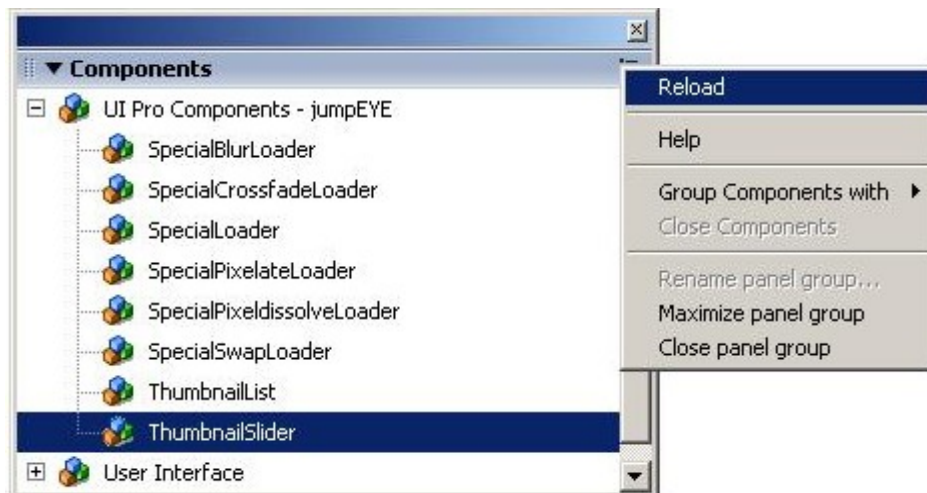 Components
UI Pro Components - jumpEYE
SpecialBlurLoader
SpecialCrossfadeLoader
SpecialLoader
SpecialPixelateLoader
SpecialPixeldissolveLoader
SpecialSwapLoader
ThumbnailList
ThumbnailSlider
User Interface
Reload
Help
Group Components with
Close Components
Rename panel group...
Maximize panel group
Close panel group